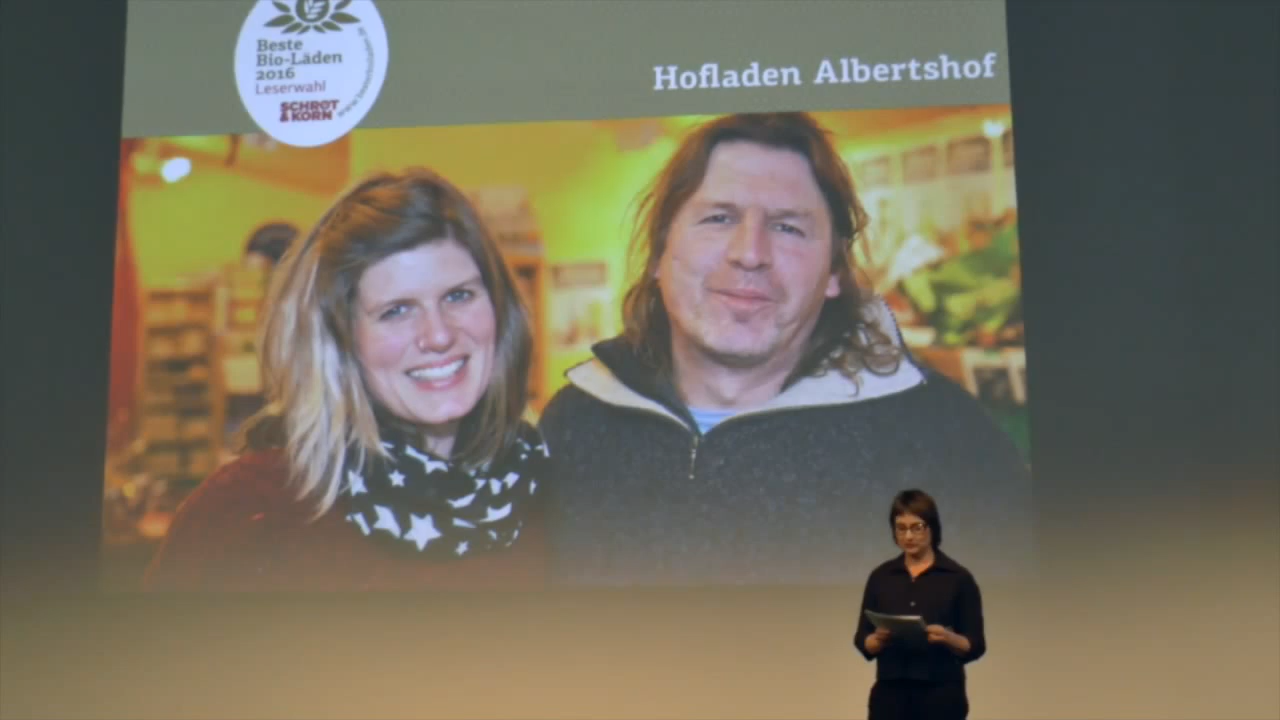 Beste
Bio-Läden
2016
Leserwahl
SCHROT
& KORN
Hofladen Albertshof